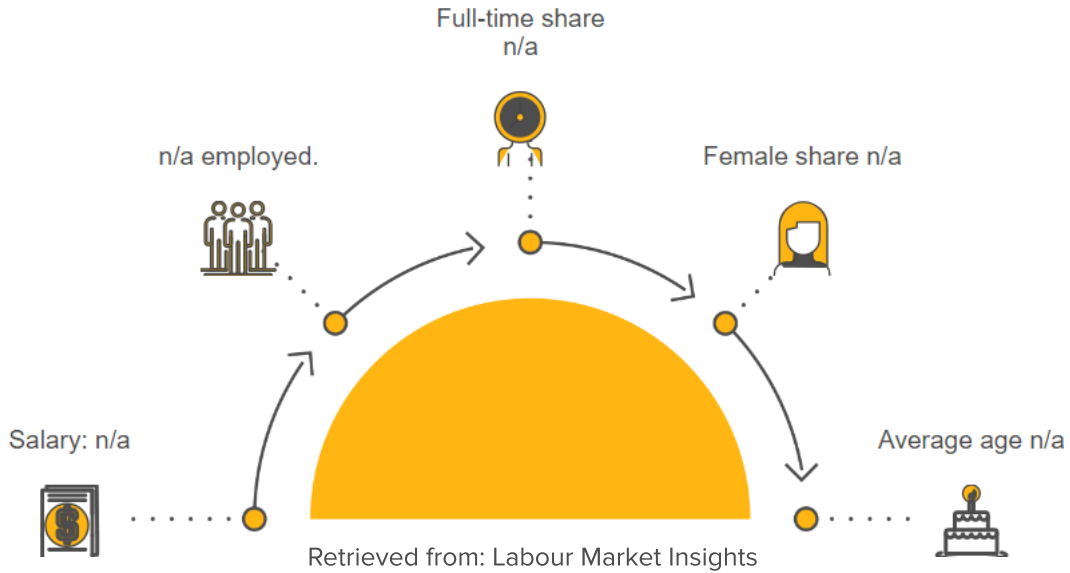 Full-time share
n/a
n/a employed.
Female share n/a
Salary: n/a
Average age n/a
$
Retrieved from: Labour Market Insights